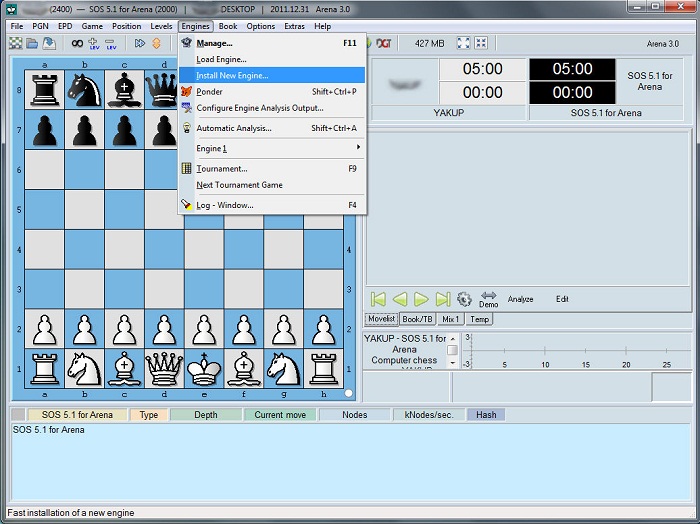 (2400) — SOS 5.1 for Arena (2000) | DESKTOP | 2011.12.31 Arena 3.0
File PGN EPD Game Position Levels Engines Book Options Extras Help
LEV LEV DGT 427 MB Arena 3.0
Manage... F11
Load Engine...
Install New Engine...
Ponder Shift+Ctrl+P
Configure Engine Analysis Output...
Automatic Analysis... Shift+Ctrl+A
Engine 1
Tournament... F9
Next Tournament Game
Log - Window... F4
a b c d
8
7
6
5
4
3
2
1
a b c d e f g h
05:00 05:00 SOS 5.1 for
Arena
00:00 00:00
YAKUP SOS 5.1 for Arena
Demo Analyze Edit
Movelist Book/TB Mix 1 Temp
YAKUP - SOS 5.1 for
Arena
Computer chess
3
-3
5 10 15 20 25
SOS 5.1 for Arena Type Depth Current move Nodes kNodes/sec. Hash
SOS 5.1 for Arena
Fast installation of a new engine